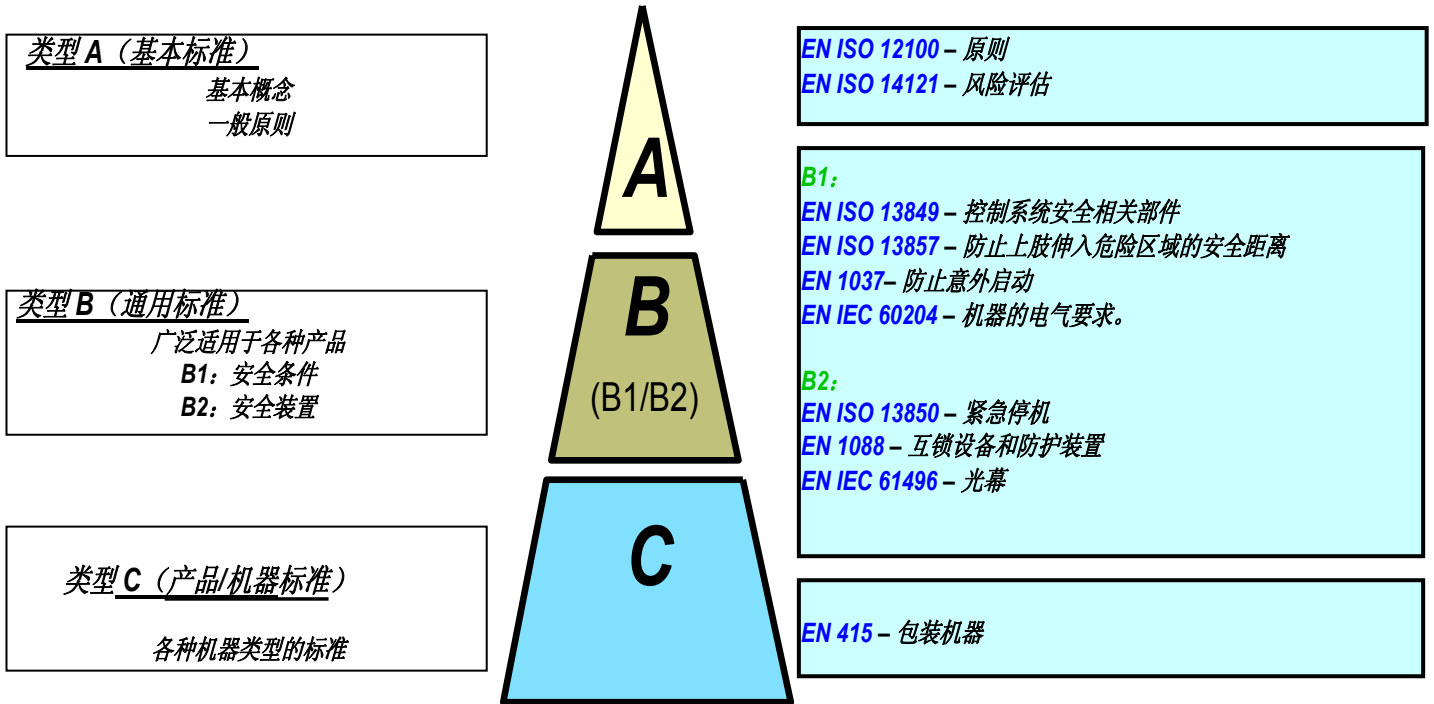 类型 A（基本标准）
基本概念
一般原则
类型 B（通用标准）
广泛适用于各种产品
B1：安全条件
B2：安全装置
类型 C（产品/机器标准）
各种机器类型的标准
A
B
(B1/B2)
C
EN ISO 12100 – 原则
EN ISO 14121 – 风险评估
B1：
EN ISO 13849 – 控制系统安全相关部件
EN ISO 13857 – 防止上肢伸入危险区域的安全距离
EN 1037– 防止意外启动
EN IEC 60204 – 机器的电气要求。
B2：
EN ISO 13850 – 紧急停机
EN 1088 – 互锁设备和防护装置
EN IEC 61496 – 光幕
EN 415 – 包装机器